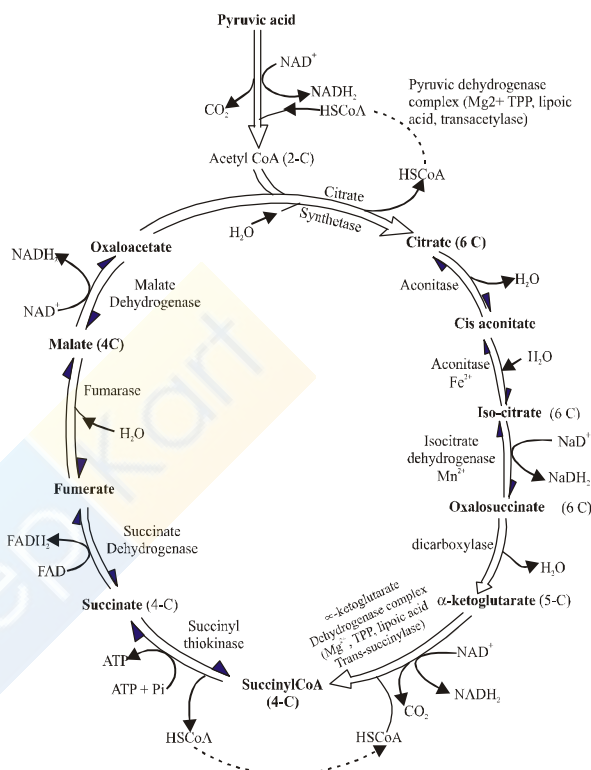 Pyruvic acid
NAD⁺
NADH₂
CO₂
HSCoA
Pyruvic dehydrogenase
complex (Mg2+ TPP, lipoic
acid, transacetylase)
Acetyl CoA (2-C)
HSCoA
Citrate
Synthetase
H₂O
Oxaloacetate
Citrate (6 C)
NADH₂
NAD⁺
Malate
Dehydrogenase
Aconitase
H₂O
Malate (4C)
Cis aconitate
Fumarase
H₂O
Aconitase
Fe²⁺
H₂O
Iso-citrate (6 C)
Isocitrate
dehydrogenase
Mn²⁺
NaD⁺
NaDH₂
Fumerate
Oxalosuccinate (6 C)
FADH₂
FAD
Succinate
Dehydrogenase
dicarboxylase
H₂O
Succinate (4-C)
α-ketoglutarate (5-C)
∝-ketoglutarate
Dehydrogenase complex
(Mg²⁺, TPP, lipoic acid
Trans-succinylase)
Succinyl
thiokinase
ATP
ATP + Pi
NAD⁺
NADH₂
CO₂
SuccinylCoA
(4-C)
HSCoA
HSCoA
ep kart